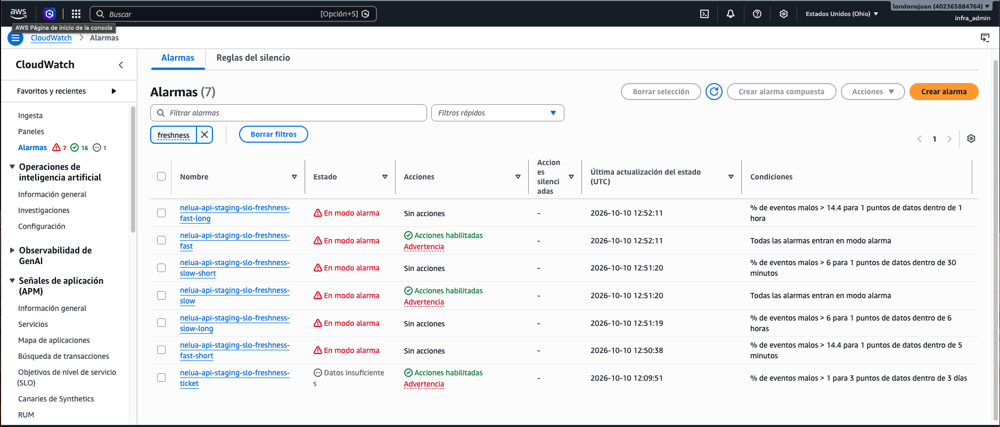 aws
Buscar
[Opción+S]
Estados Unidos (Ohio)
londonojuan (402365884764)
infra_admin
AWS Página de inicio de la consola
CloudWatch
Alarmas
CloudWatch
Favoritos y recientes
Ingesta
Paneles
Alarmas 7 16 1
Operaciones de
inteligencia artificial
Información general
Investigaciones
Configuración
Observabilidad de
GenAI
Señales de aplicación
(APM)
Información general
Servicios
Mapa de aplicaciones
Búsqueda de transacciones
Objetivos de nivel de servicio
(SLO)
Canaries de Synthetics
RUM
Alarmas
Reglas del silencio
Alarmas (7)
Borrar selección
Crear alarma compuesta
Acciones
Crear alarma
Filtrar alarmas
Filtros rápidos
freshness
Borrar filtros
1
Nombre
Estado
Acciones
Accion
es
silenci
adas
Última actualización del estado
(UTC)
Condiciones
nelua-api-staging-slo-freshness-
fast-long
En modo alarma
Sin acciones
-
2026-10-10 12:52:11
% de eventos malos > 14.4 para 1 puntos de datos dentro de 1
hora
nelua-api-staging-slo-freshness-
fast
En modo alarma
Acciones habilitadas
Advertencia
-
2026-10-10 12:52:11
Todas las alarmas entran en modo alarma
nelua-api-staging-slo-freshness-
slow-short
En modo alarma
Sin acciones
-
2026-10-10 12:51:20
% de eventos malos > 6 para 1 puntos de datos dentro de 30
minutos
nelua-api-staging-slo-freshness-
slow
En modo alarma
Acciones habilitadas
Advertencia
-
2026-10-10 12:51:20
Todas las alarmas entran en modo alarma
nelua-api-staging-slo-freshness-
slow-long
En modo alarma
Sin acciones
-
2026-10-10 12:51:19
% de eventos malos > 6 para 1 puntos de datos dentro de 6
horas
nelua-api-staging-slo-freshness-
fast-short
En modo alarma
Sin acciones
-
2026-10-10 12:50:38
% de eventos malos > 14.4 para 1 puntos de datos dentro de 5
minutos
nelua-api-staging-slo-freshness-
ticket
Datos insuficiente
s
Acciones habilitadas
Advertencia
-
2026-10-10 12:09:51
% de eventos malos > 1 para 3 puntos de datos dentro de 3 días